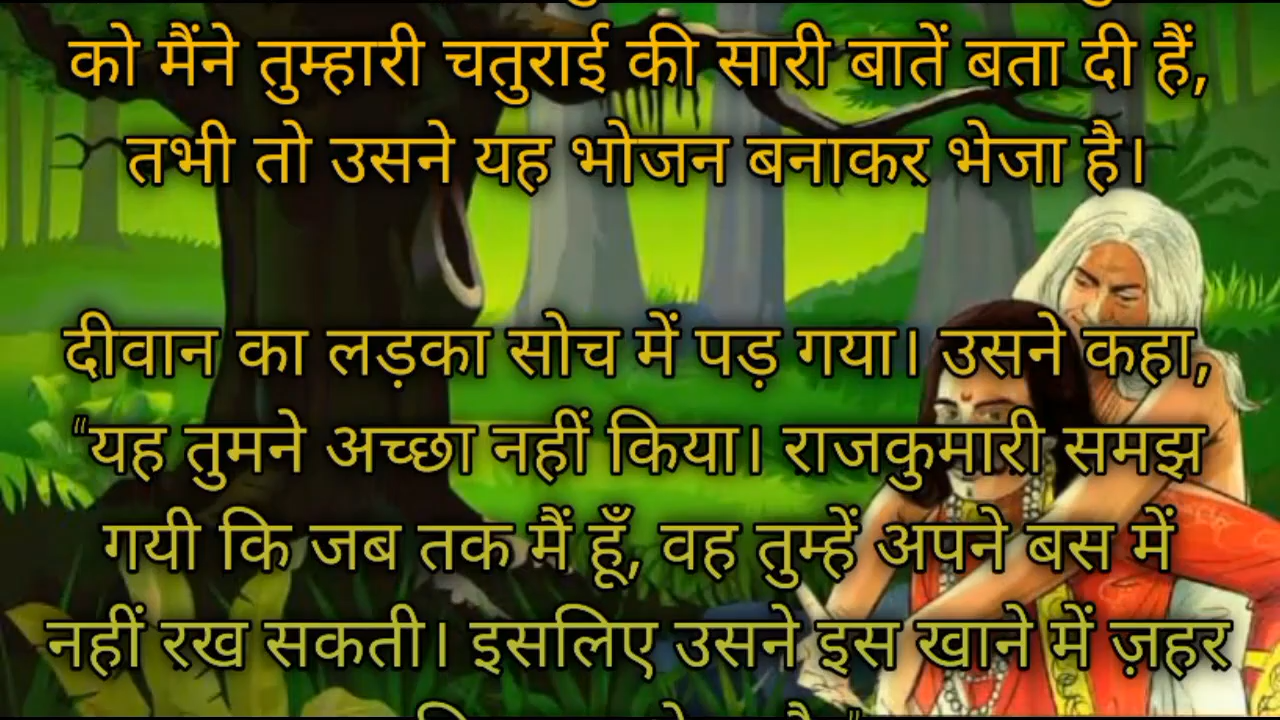 को मैंने तुम्हारी चतुराई की सारी बातें बता दी हैं,
तभी तो उसने यह भोजन बनाकर भेजा है।
दीवान का लड़का सोच में पड़ गया। उसने कहा,
"यह तुमने अच्छा नहीं किया। राजकुमारी समझ
गयी कि जब तक मैं हूँ, वह तुम्हें अपने बस में
नहीं रख सकती। इसलिए उसने इस खाने में ज़हर